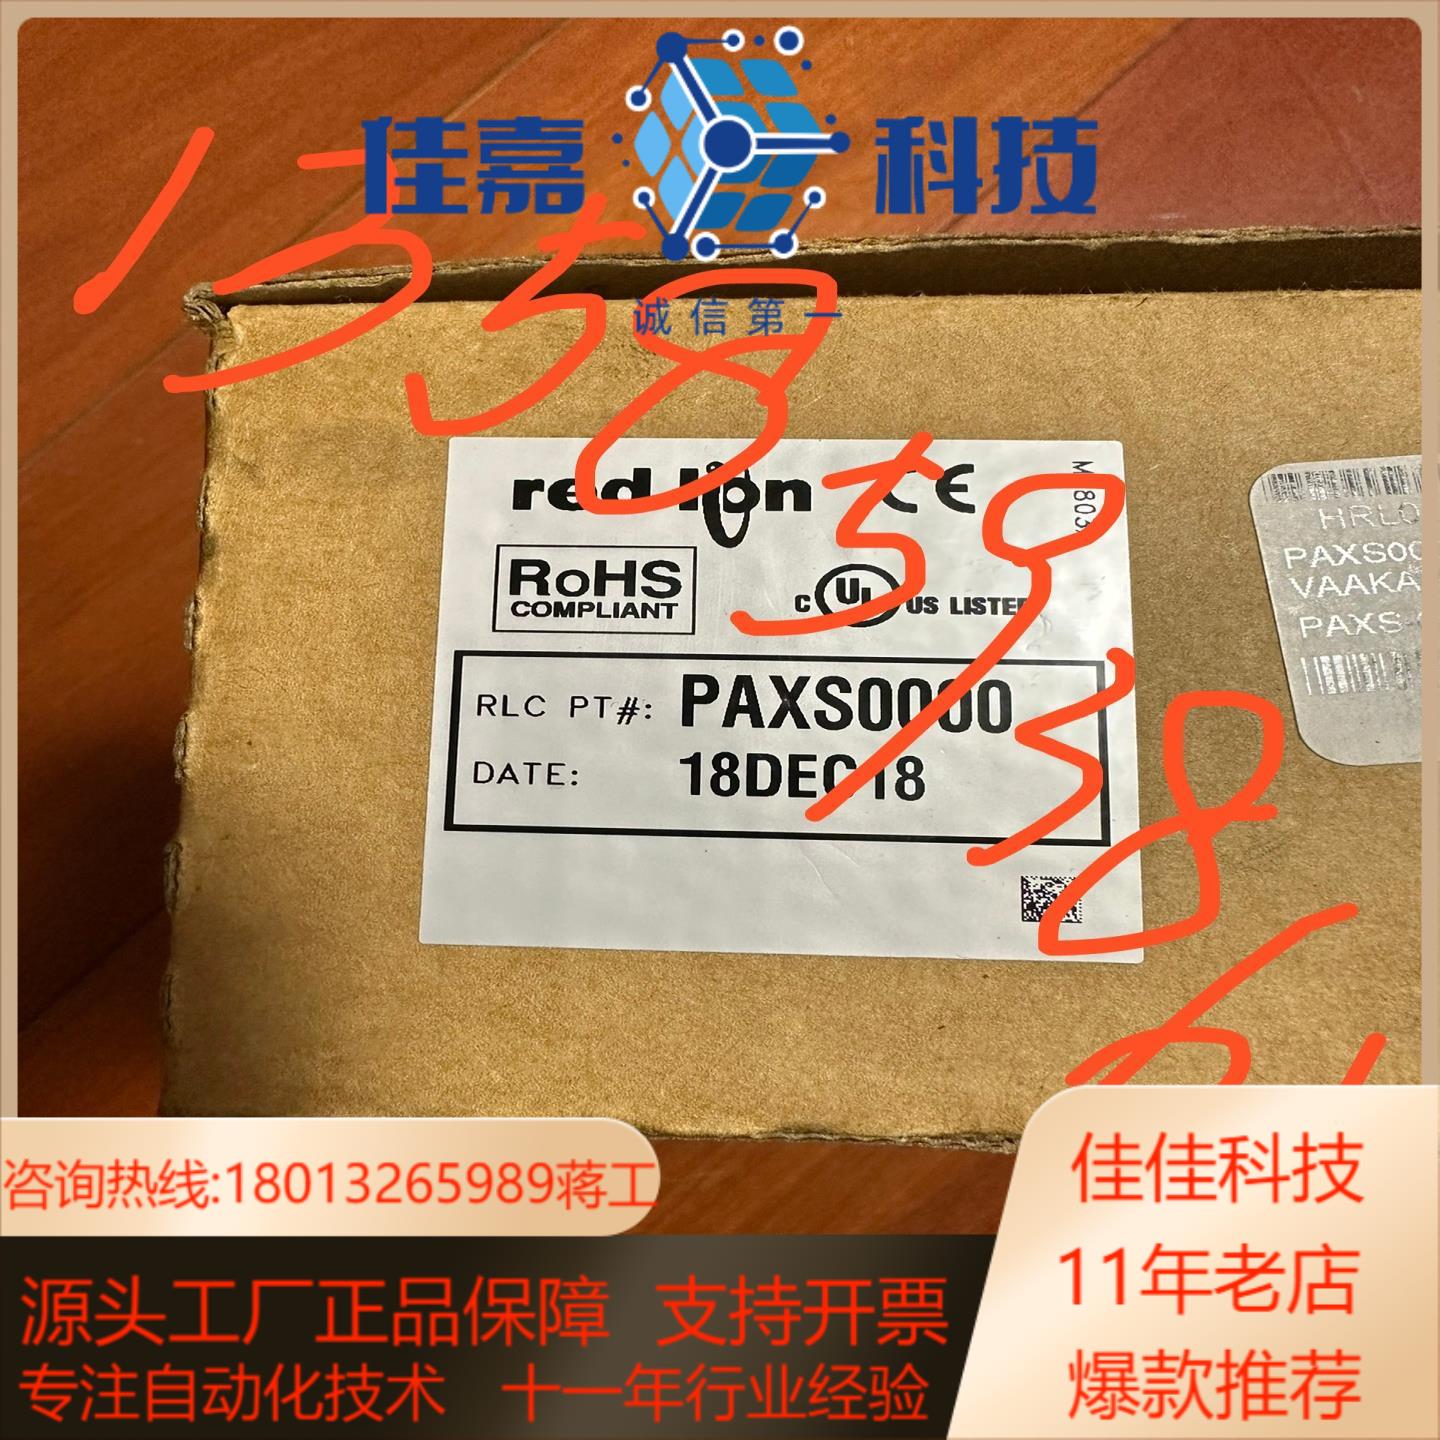 佳嘉科技
诚信第一
red lion CE
RoHS
COMPLIANT
C UL US LISTED
RLC PT#: PAXS0000
DATE: 18DEC18
HRLO
PAXS00
VAAKA
PAXS
咨询热线:18013265989蒋工
佳佳科技
11年老店
爆款推荐
源头工厂正品保障 支持开票
专注自动化技术 十一年行业经验